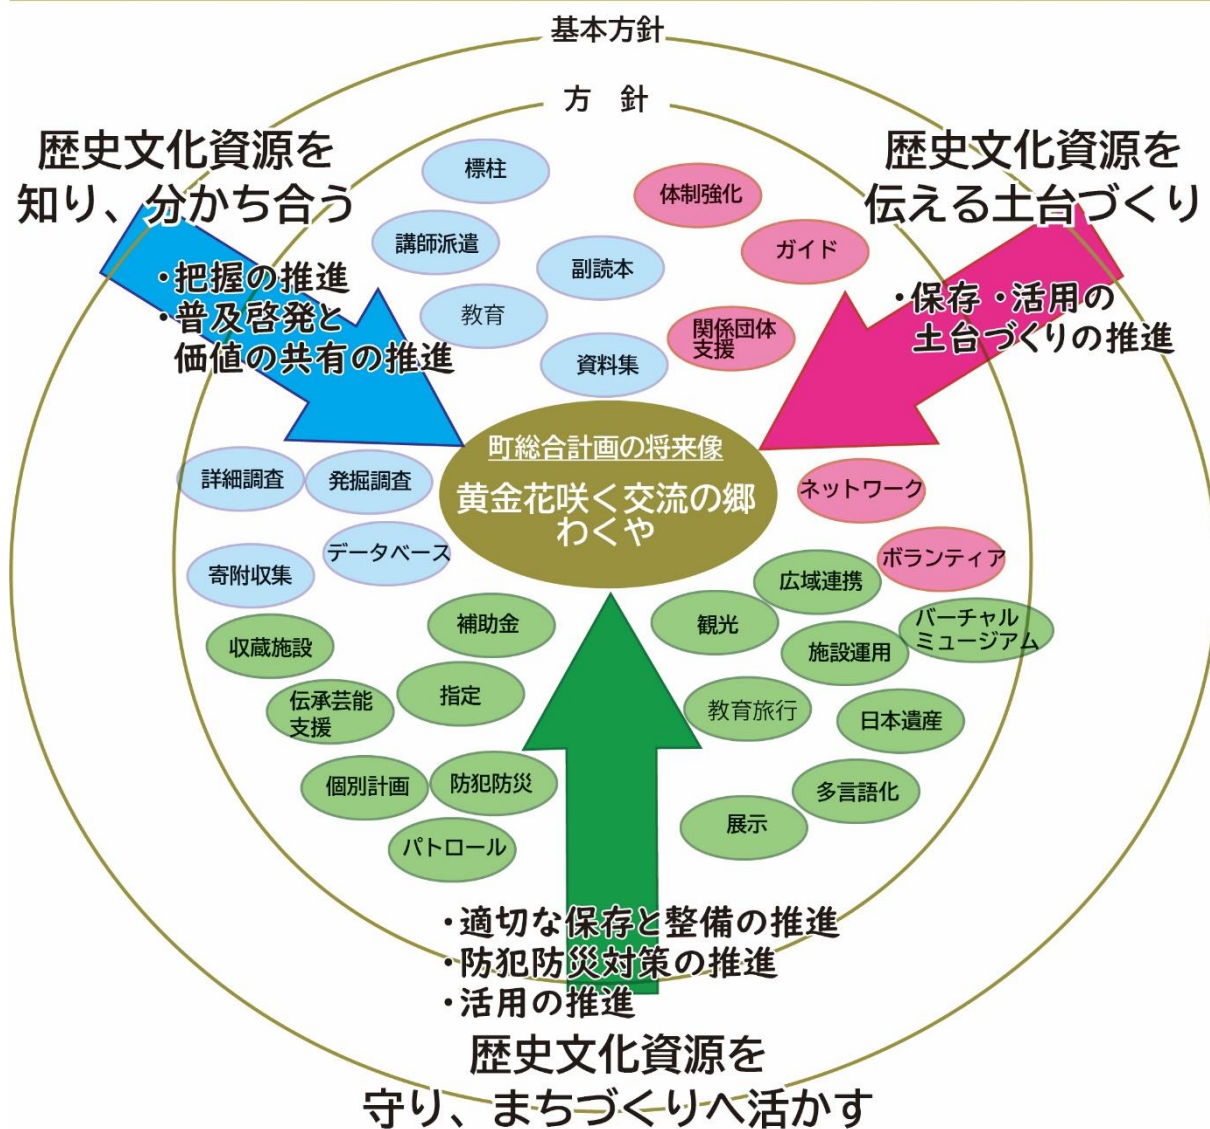 基本方針
方 針
歴史文化資源を
知り、分かち合う
・把握の推進
・普及啓発と
価値の共有の推進
歴史文化資源を
伝える土台づくり
・保存・活用の
土台づくりの推進
標柱
講師派遣
副読本
教育
資料集
体制強化
ガイド
関係団体
支援
町総合計画の将来像
黄金花咲く交流の郷
わくや
詳細調査
発掘調査
データベース
寄附収集
ネットワーク
ボランティア
収蔵施設
補助金
伝承芸能
支援
指定
個別計画
防犯防災
パトロール
広域連携
観光
施設運用
バーチャル
ミュージアム
教育旅行
日本遺産
多言語化
展示
・適切な保存と整備の推進
・防犯防災対策の推進
・活用の推進
歴史文化資源を
守り、まちづくりへ活かす